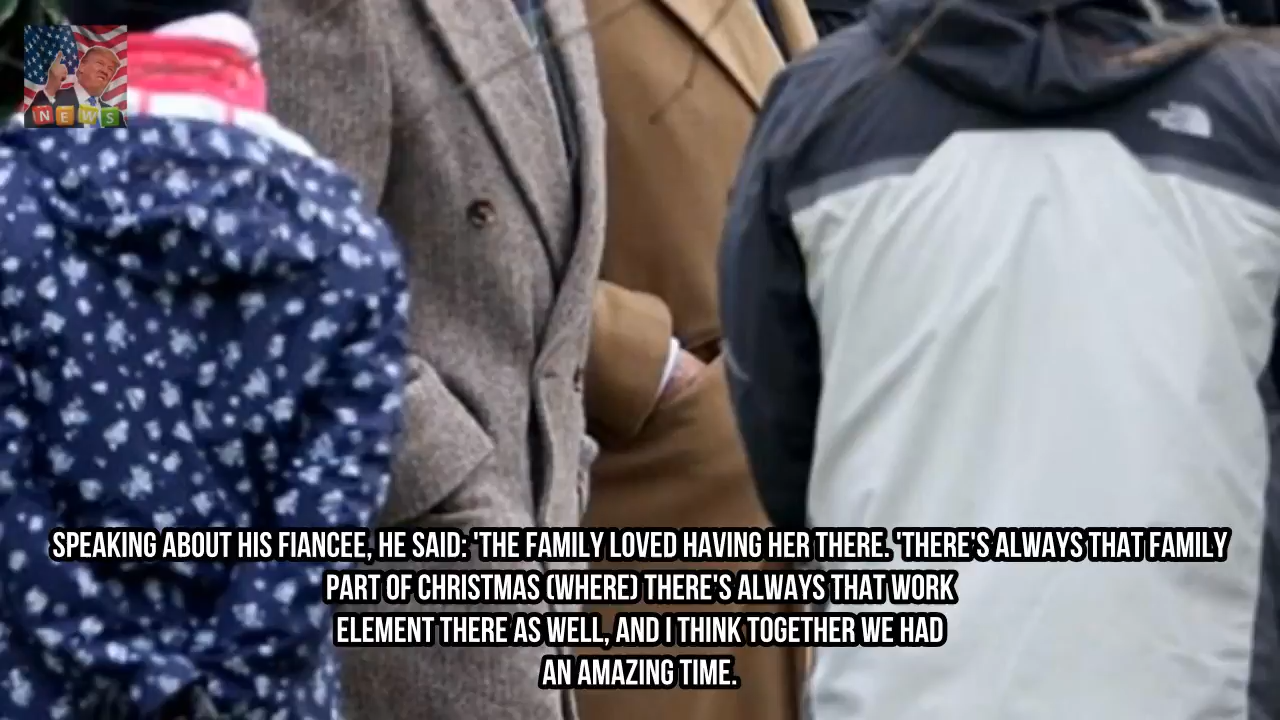 NEWS
SPEAKING ABOUT HIS FIANCEE, HE SAID: 'THE FAMILY LOVED HAVING HER THERE. 'THERE'S ALWAYS THAT FAMILY
PART OF CHRISTMAS (WHERE) THERE'S ALWAYS THAT WORK
ELEMENT THERE AS WELL, AND I THINK TOGETHER WE HAD
AN AMAZING TIME.